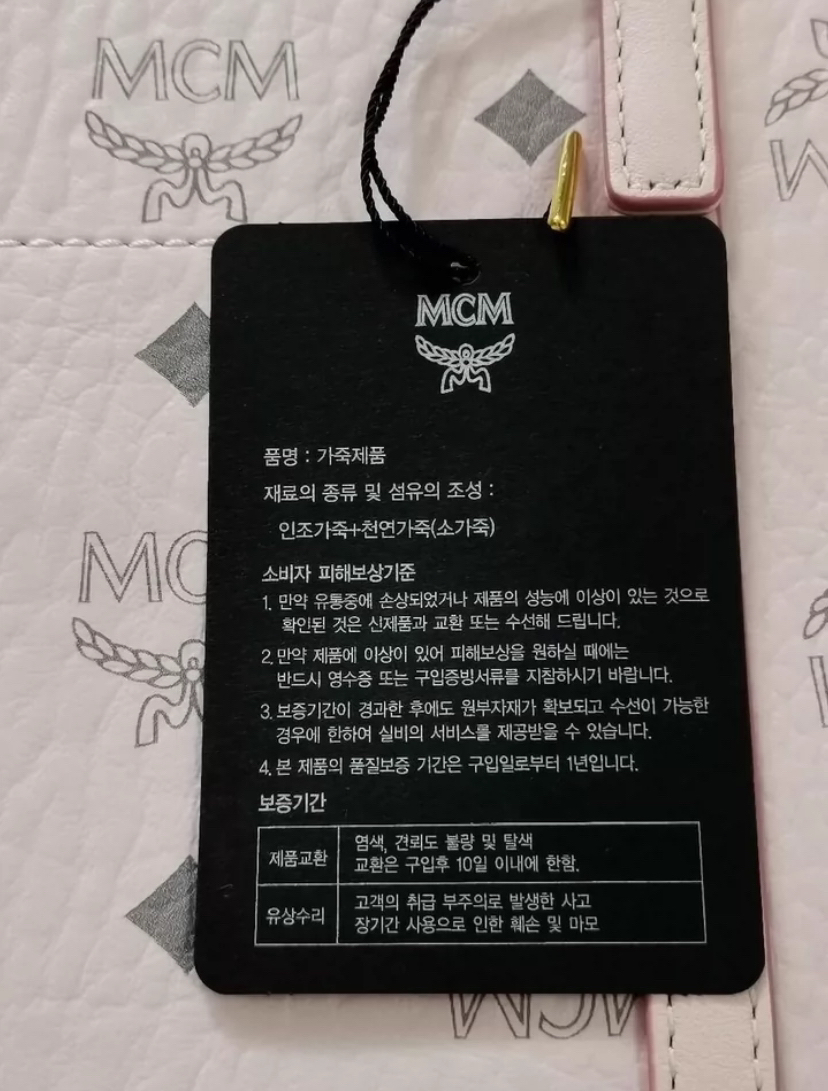 MCM
MCM
품명 : 가죽제품
재료의 종류 및 섬유의 조성 :
인조가죽+천연가죽(소가죽)
소비자 피해보상기준
1. 만약 유통중에 손상되었거나 제품의 성능에 이상이 있는 것으로
확인된 것은 신제품과 교환 또는 수선해 드립니다.
2. 만약 제품에 이상이 있어 피해보상을 원하실 때에는
반드시 영수증 또는 구입증빙서류를 지참하시기 바랍니다.
3. 보증기간이 경과한 후에도 원부자재가 확보되고 수선이 가능한
경우에 한하여 실비의 서비스를 제공받을 수 있습니다.
4. 본 제품의 품질보증 기간은 구입일로부터 1년입니다.
보증기간
제품교환
염색, 견뢰도 불량 및 탈색
교환은 구입후 10일 이내에 한함.
유상수리
고객의 취급 부주의로 발생한 사고
장기간 사용으로 인한 훼손 및 마모
MC
MCM